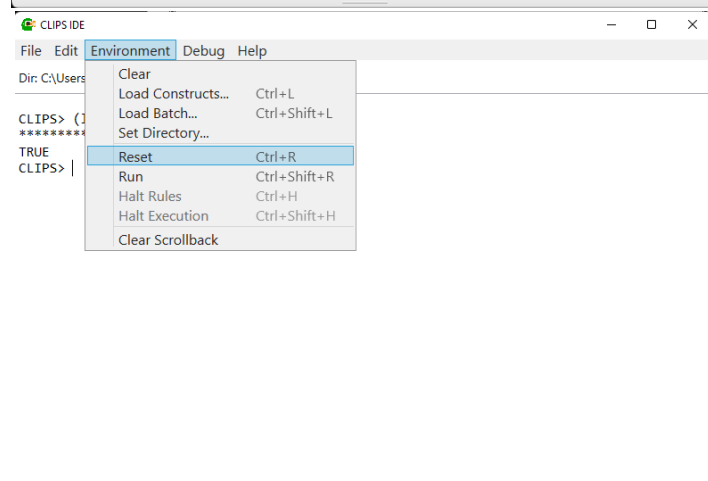 CLIPS IDE
File Edit Environment Debug Help
Dir: C:\Users
Clear
Load Constructs... Ctrl+L
Load Batch... Ctrl+Shift+L
Set Directory...
Reset Ctrl+R
Run Ctrl+Shift+R
Halt Rules Ctrl+H
Halt Execution Ctrl+Shift+H
Clear Scrollback
CLIPS> (
*********
TRUE
CLIPS>